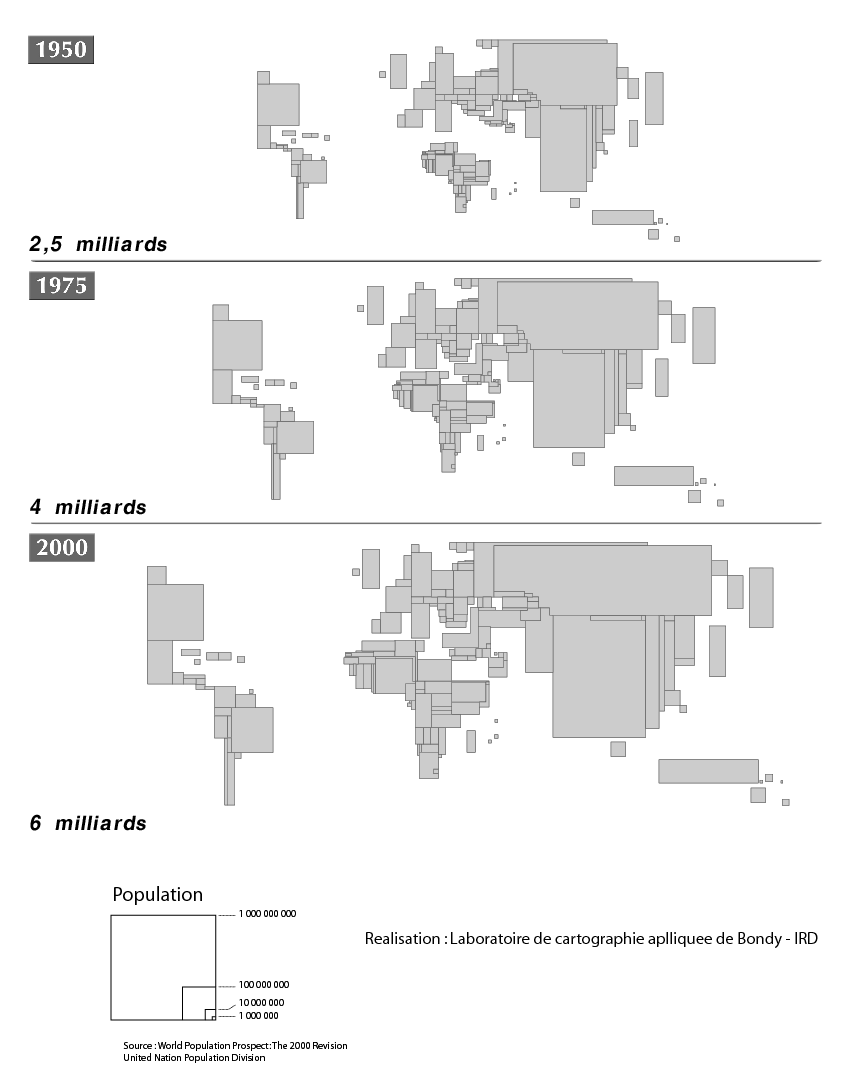 1950
2,5 milliards
1975
4 milliards
2000
6 milliards
Population
1 000 000 000
100 000 000
10 000 000
1 000 000
Realisation : Laboratoire de cartographie aplliquee de Bondy - IRD
Source : World Population Prospect: The 2000 Revision
United Nation Population Division